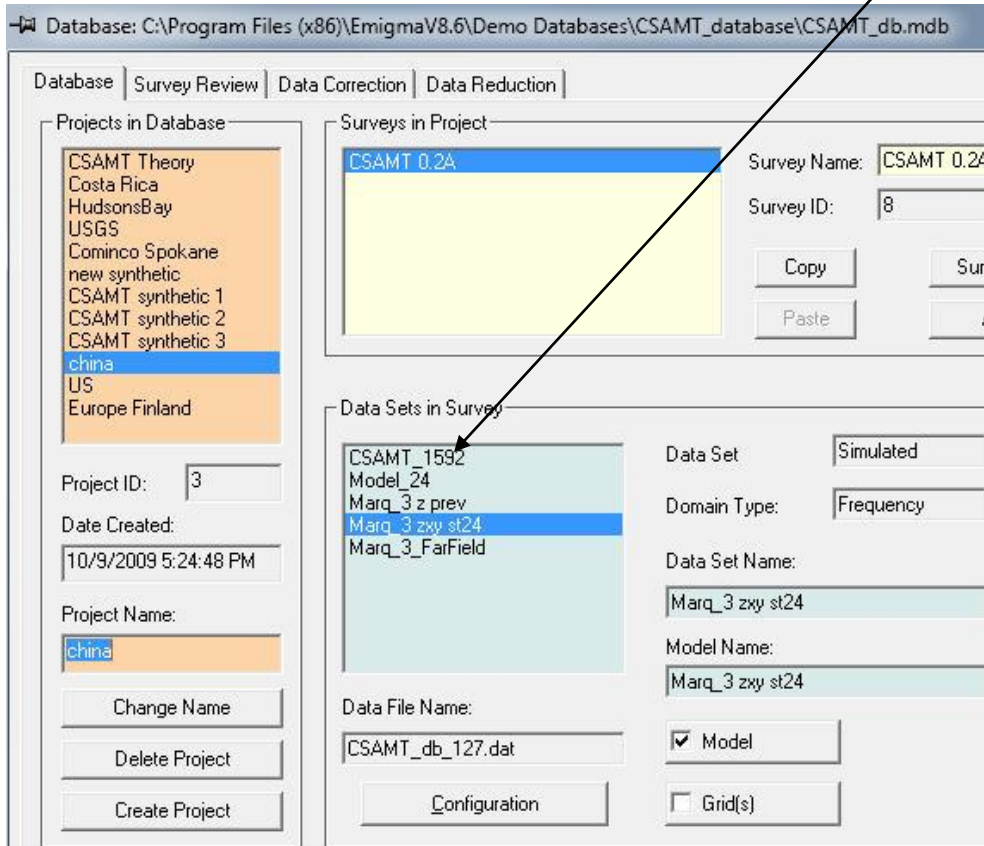 Database: C:\Program Files (x86)\EmigmaV8.6\Demo Databases\CSAMT_database\CSAMT_db.mdb
Database
Survey Review
Data Correction
Data Reduction
Projects in Database
CSAMT Theory
Costa Rica
HudsonsBay
USGS
Cominco Spokane
new synthetic
CSAMT synthetic 1
CSAMT synthetic 2
CSAMT synthetic 3
china
US
Europe Finland
Project ID: 3
Date Created:
10/9/2009 5:24:48 PM
Project Name:
china
Change Name
Delete Project
Create Project
Surveys in Project
CSAMT 0.2A
Survey Name: CSAMT 0.2A
Survey ID: 8
Copy
Sur
Paste
Data Sets in Survey
CSAMT_1592
Model_24
Marq_3 z prev
Marq_3 zxy st24
Marq_3_FarField
Data File Name:
CSAMT_db_127.dat
Configuration
Data Set Simulated
Domain Type: Frequency
Data Set Name:
Marq_3 zxy st24
Model Name:
Marq_3 zxy st24
Model
Grid(s)